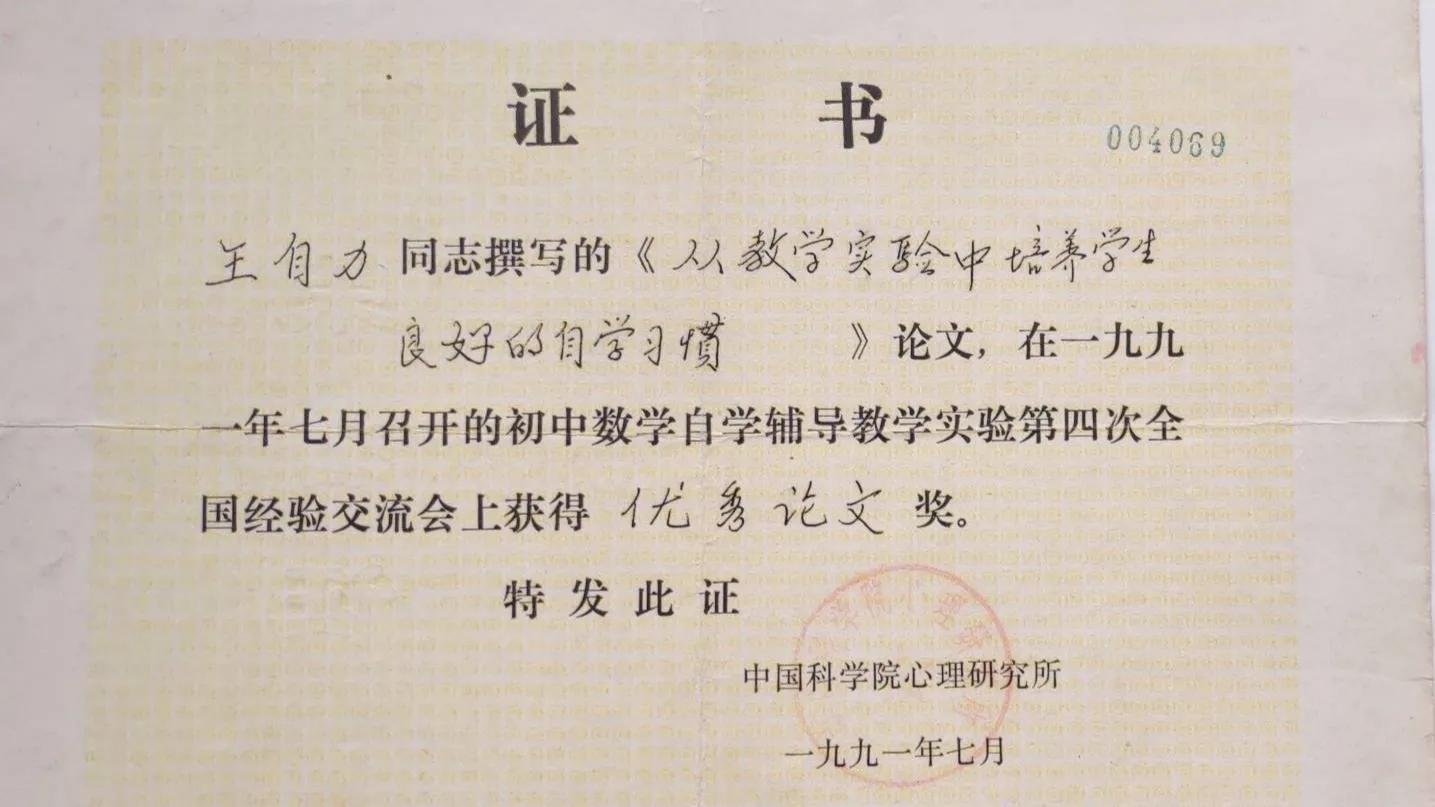 证 书
004069
王自力 同志撰写的《从教学实验中培养学生
良好的自学习惯 》论文，在一九九
一年七月召开的初中数学自学辅导教学实验第四次全
国经验交流会上获得 优秀论文 奖。
特 发 此 证
中国科学院心理研究所
一九九一年七月